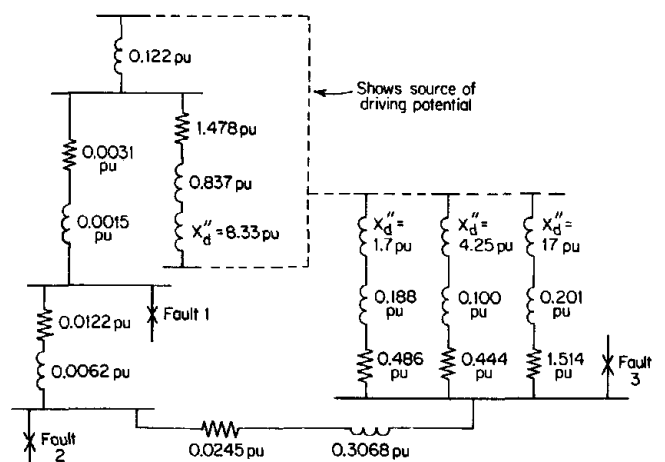 0.122 pu
Shows source of
driving potential
1.478 pu
0.0031
pu
0.837 pu
0.0015
pu
X"d = 8.33 pu
X"d =
1.7 pu
X"d =
4.25 pu
X"d =
17 pu
0.188
pu
0.100
pu
0.201
pu
0.0122 pu
Fault 1
0.486
pu
0.444
pu
1.514
pu
Fault
3
0.0062 pu
Fault
2
0.0245 pu
0.3068 pu